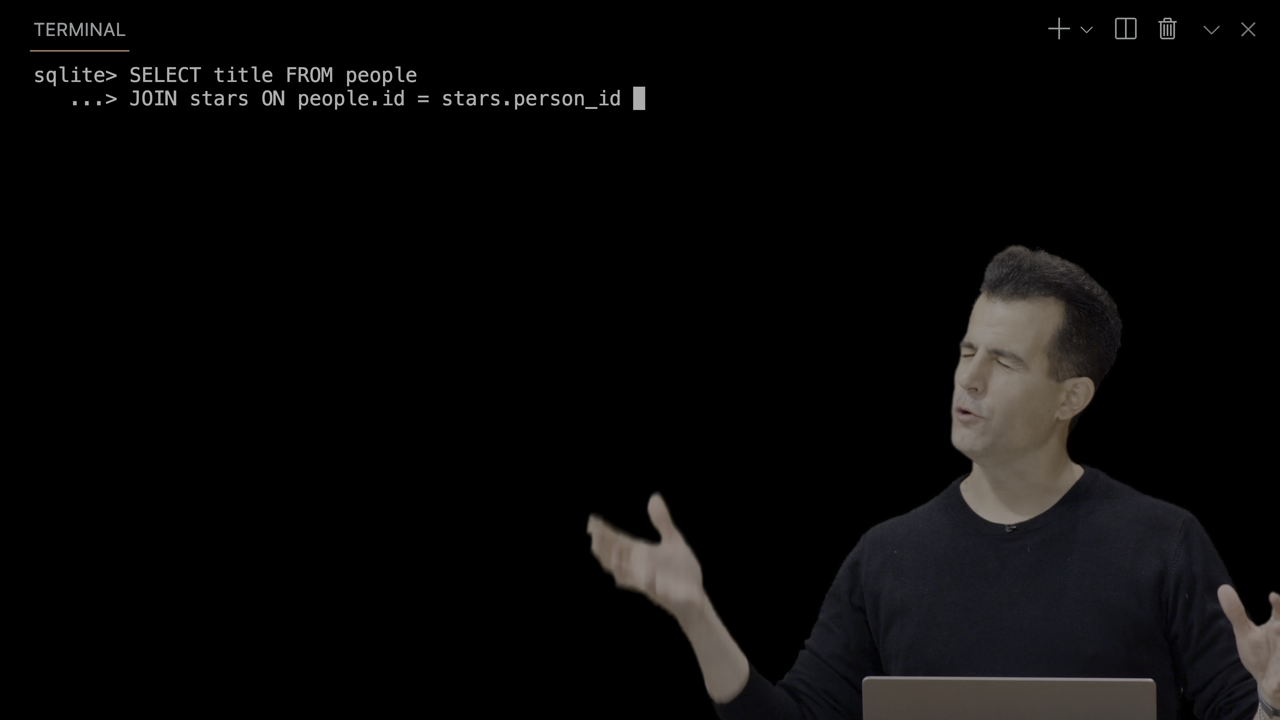 TERMINAL
sqlite> SELECT title FROM people
...> JOIN stars ON people.id = stars.person_id